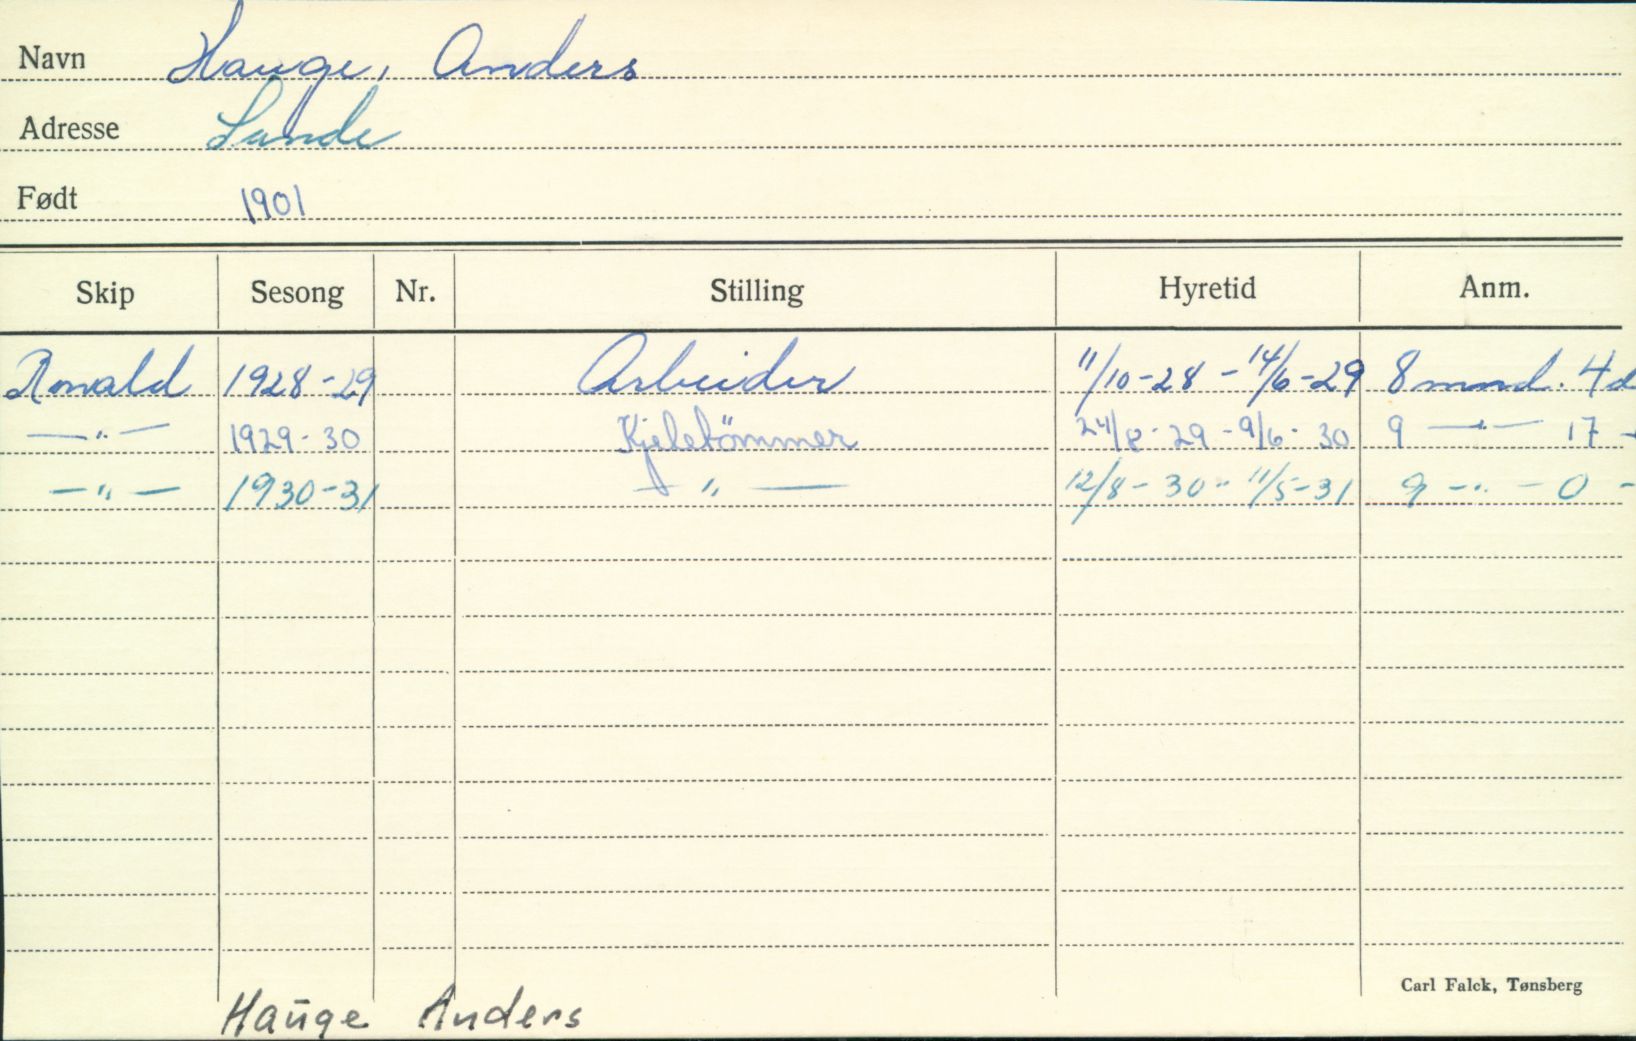 Navn Hauge, Anders
Adresse Sande
Født 1901
Skip Sesong Nr. Stilling Hyretid Anm.
Ronald 1928-29 Arbeider 11/10-28 - 14/6-29 8 mnd. 4 d
—"— 1929-30 Kjelebömmer 24/8-29 - 9/6-30 9 —"— 17 -
—"— 1930-31 —"— 12/8-30 - 11/5-31 9 —"— 0 -
Carl Falck, Tønsberg
Hauge Anders